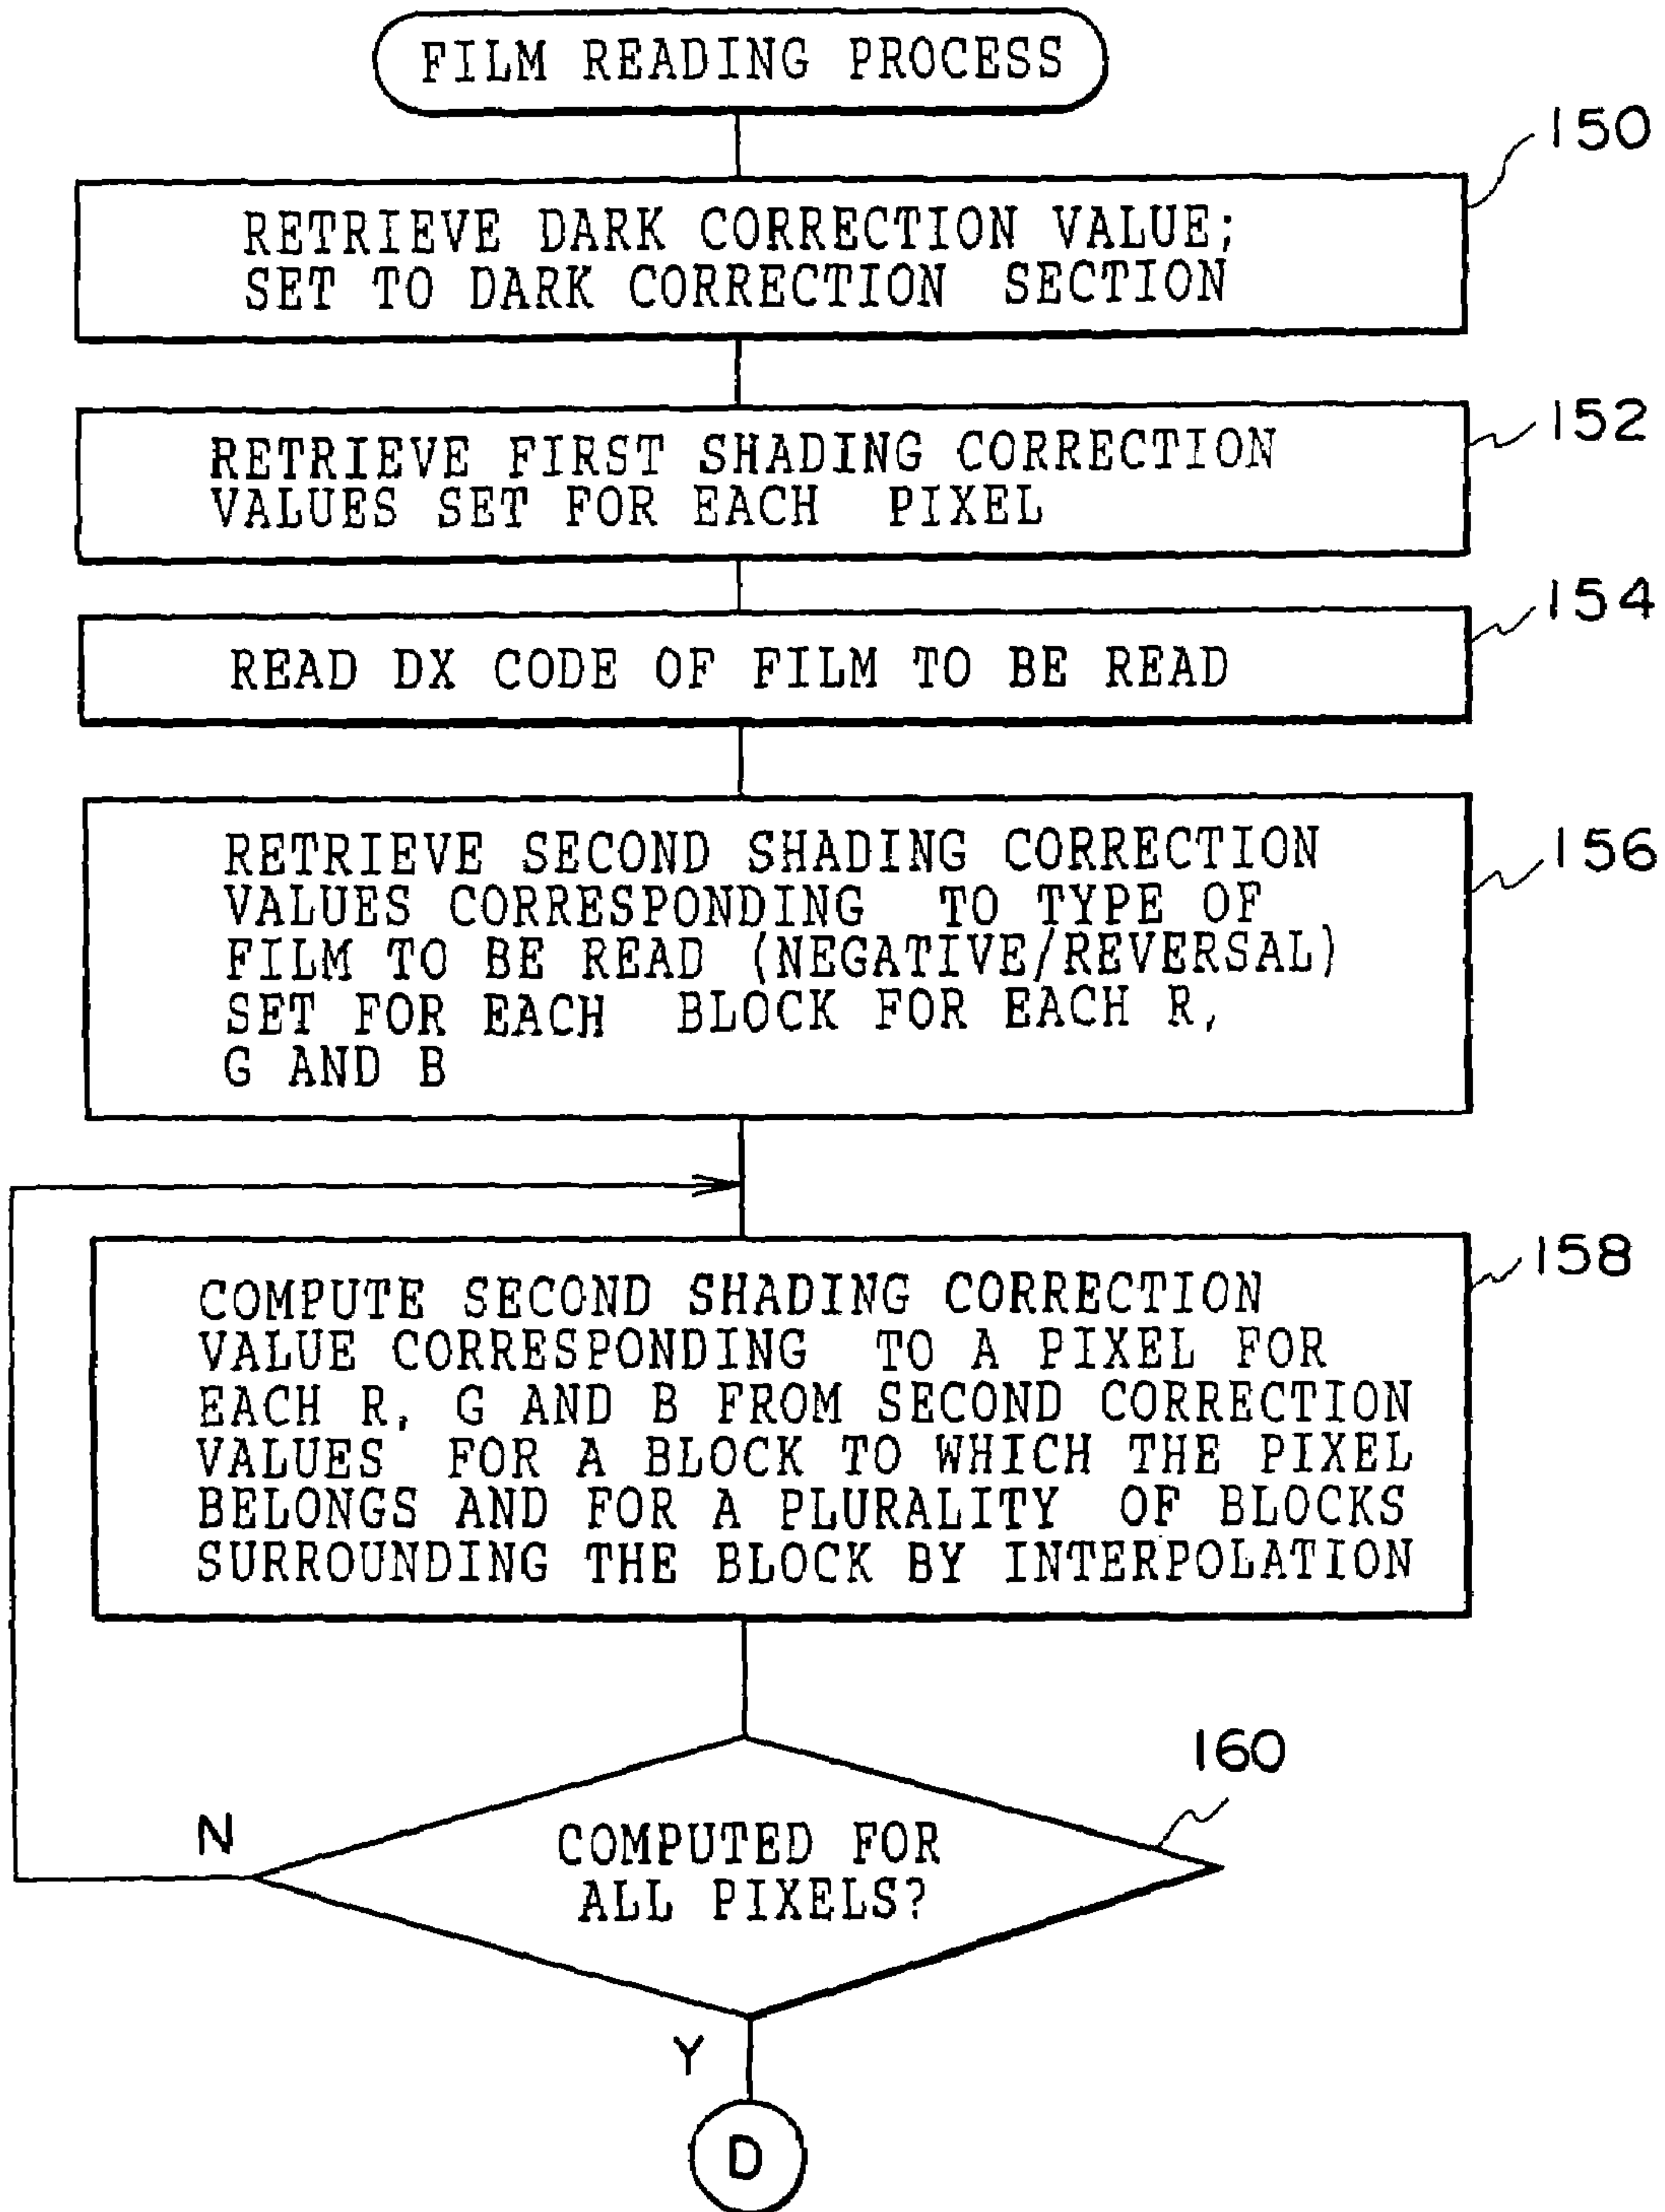 FILM READING PROCESS
150
RETRIEVE DARK CORRECTION VALUE;
SET TO DARK CORRECTION SECTION
152
RETRIEVE FIRST SHADING CORRECTION
VALUES SET FOR EACH PIXEL
154
READ DX CODE OF FILM TO BE READ
156
RETRIEVE SECOND SHADING CORRECTION
VALUES CORRESPONDING TO TYPE OF
FILM TO BE READ (NEGATIVE/REVERSAL)
SET FOR EACH BLOCK FOR EACH R,
G AND B
158
COMPUTE SECOND SHADING CORRECTION
VALUE CORRESPONDING TO A PIXEL FOR
EACH R, G AND B FROM SECOND CORRECTION
VALUES FOR A BLOCK TO WHICH THE PIXEL
BELONGS AND FOR A PLURALITY OF BLOCKS
SURROUNDING THE BLOCK BY INTERPOLATION
160
N
COMPUTED FOR
ALL PIXELS?
Y
D